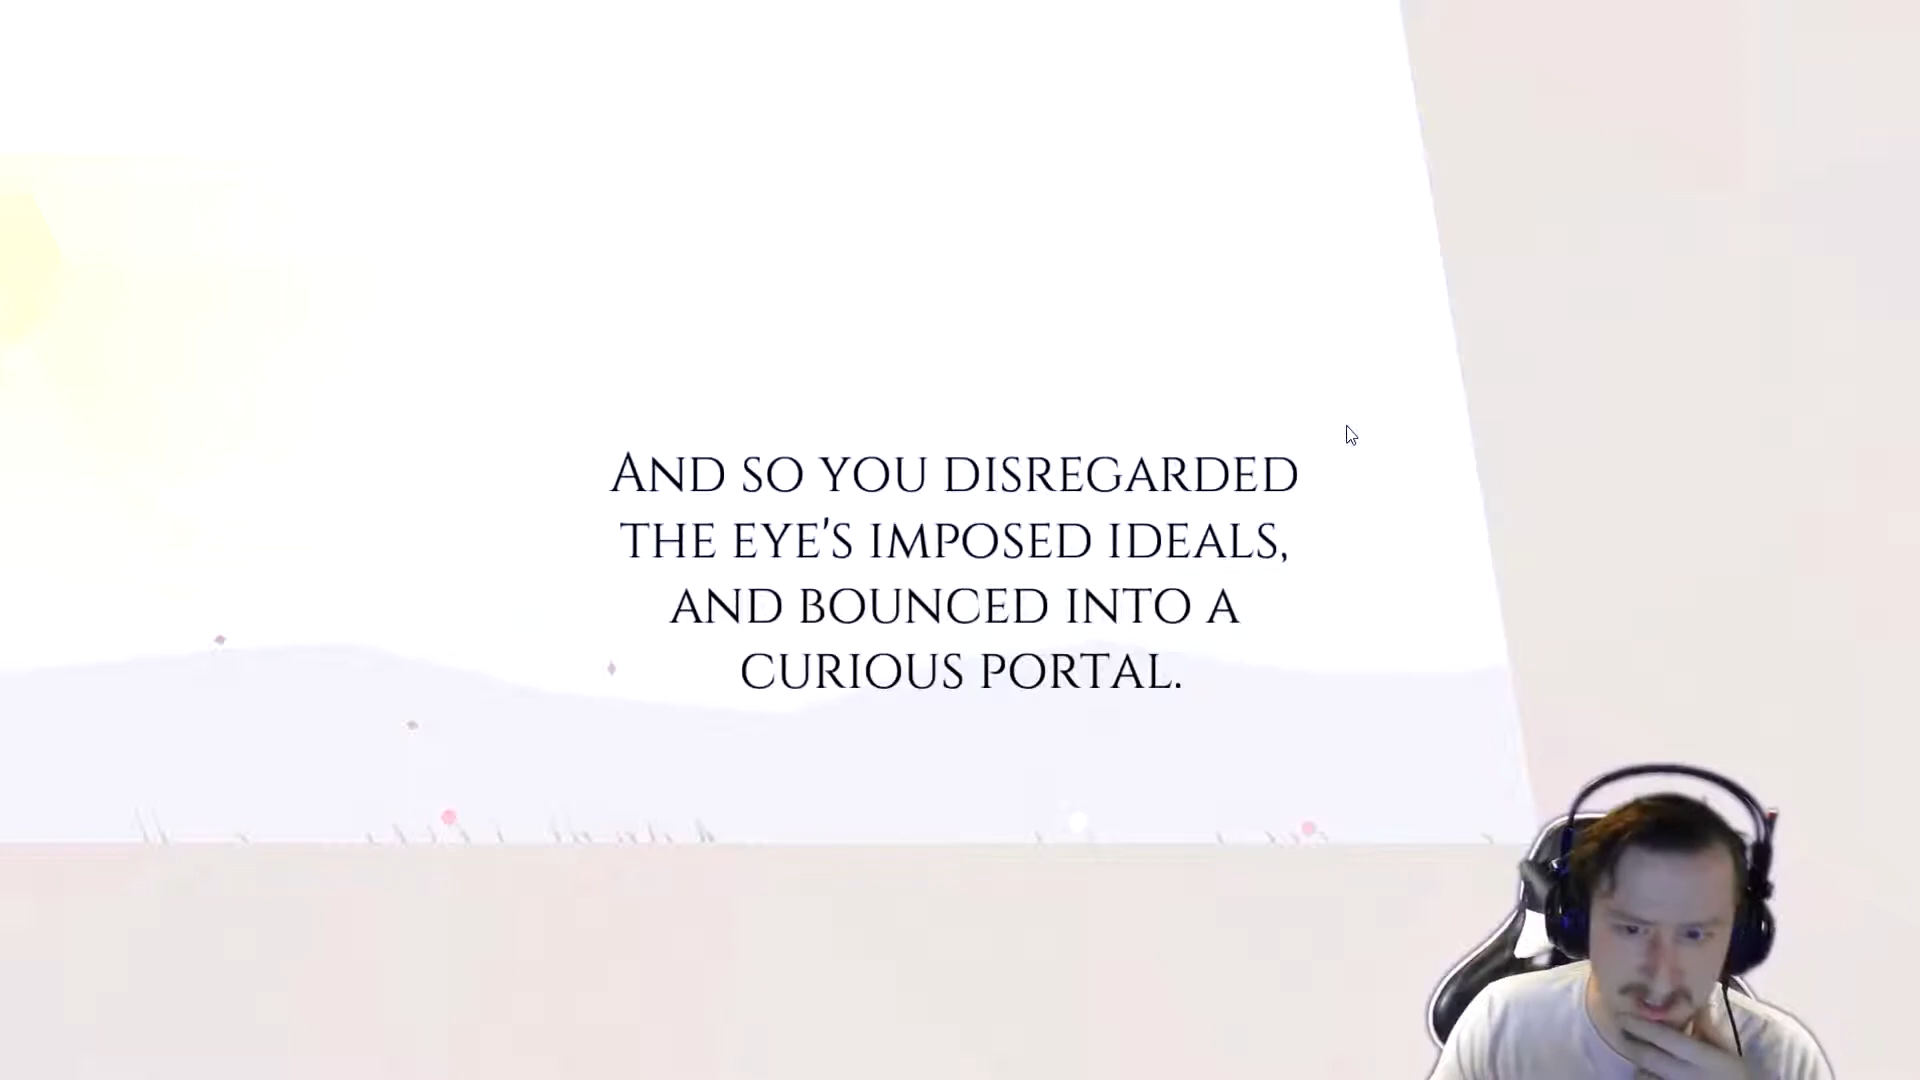 And so you disregarded
the eye's imposed ideals,
and bounced into a
curious portal.